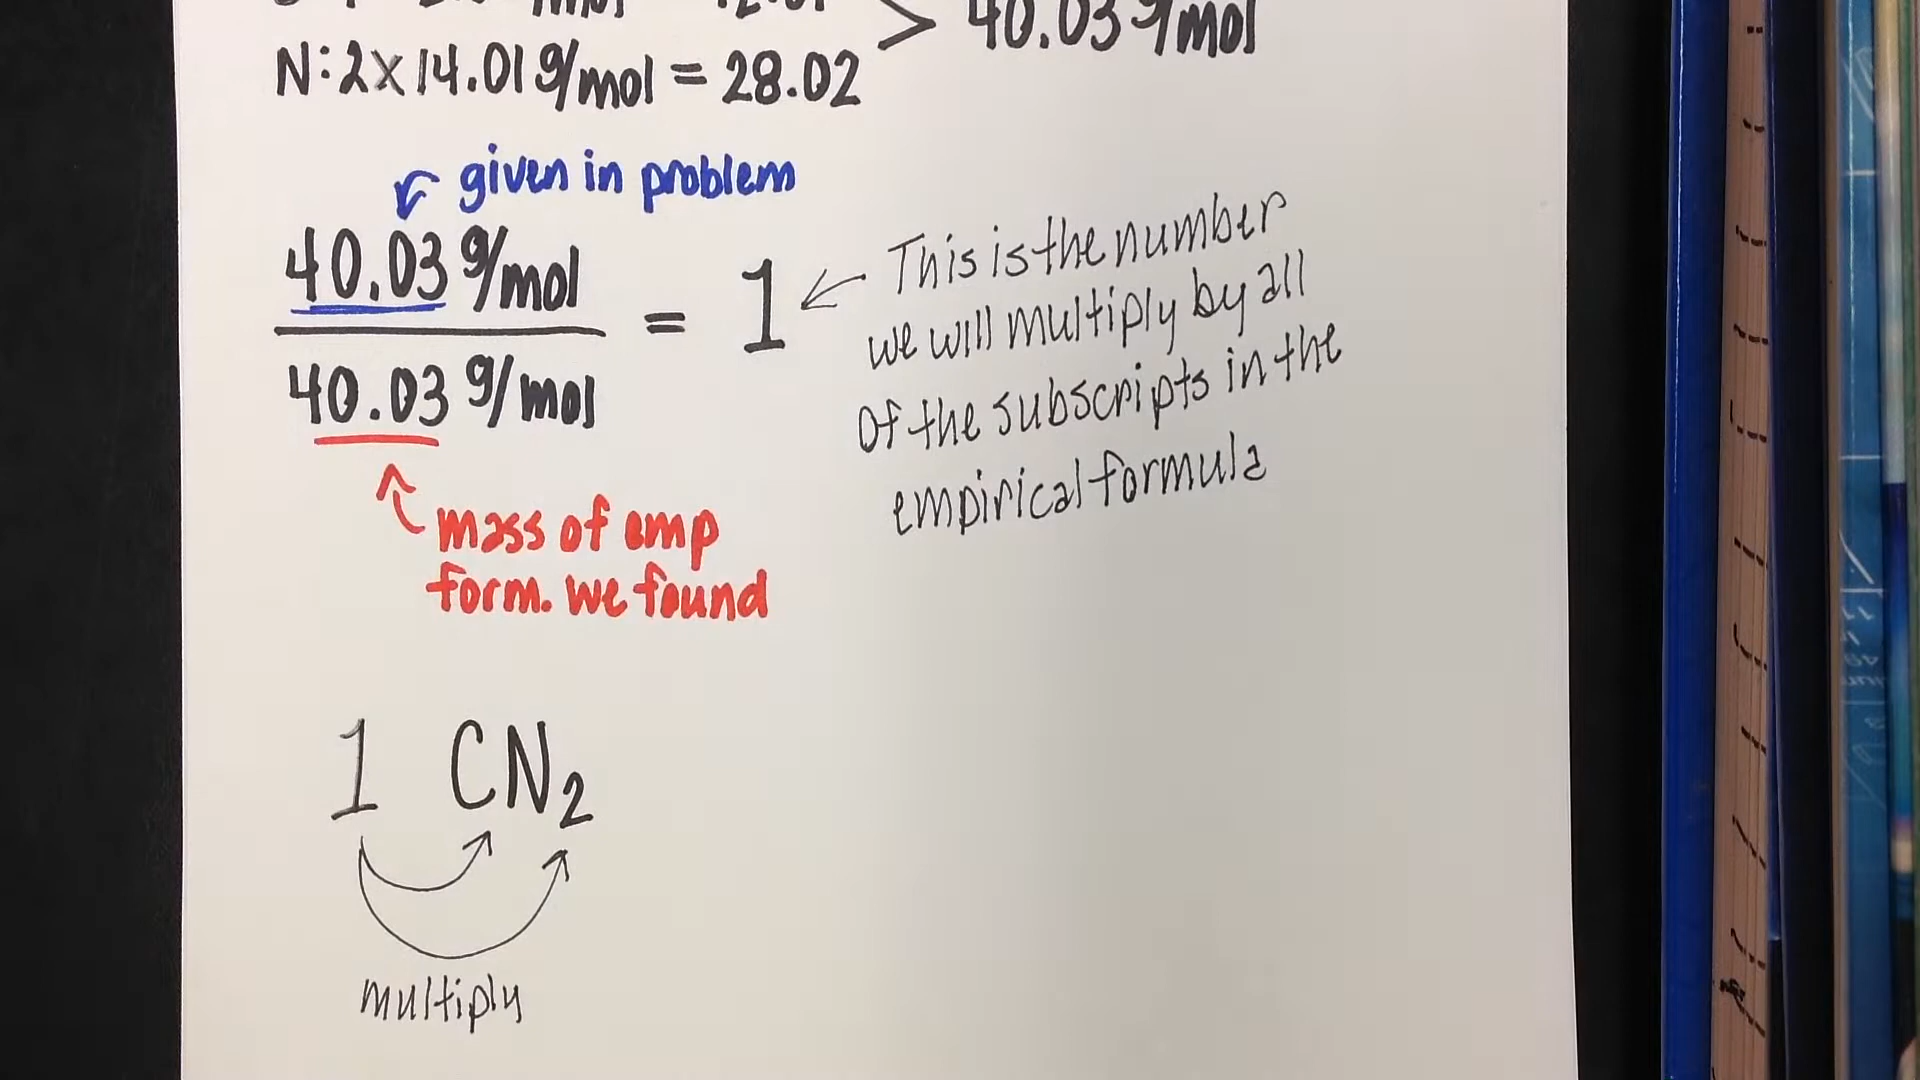 N: 2 x 14.01 g/mol = 28.02
> 40.03 g/mol
given in problem
40.03 g/mol
40.03 g/mol
= 1
This is the number
we will multiply by all
of the subscripts in the
empirical formula
mass of emp
form. we found
1 CN₂
multiply